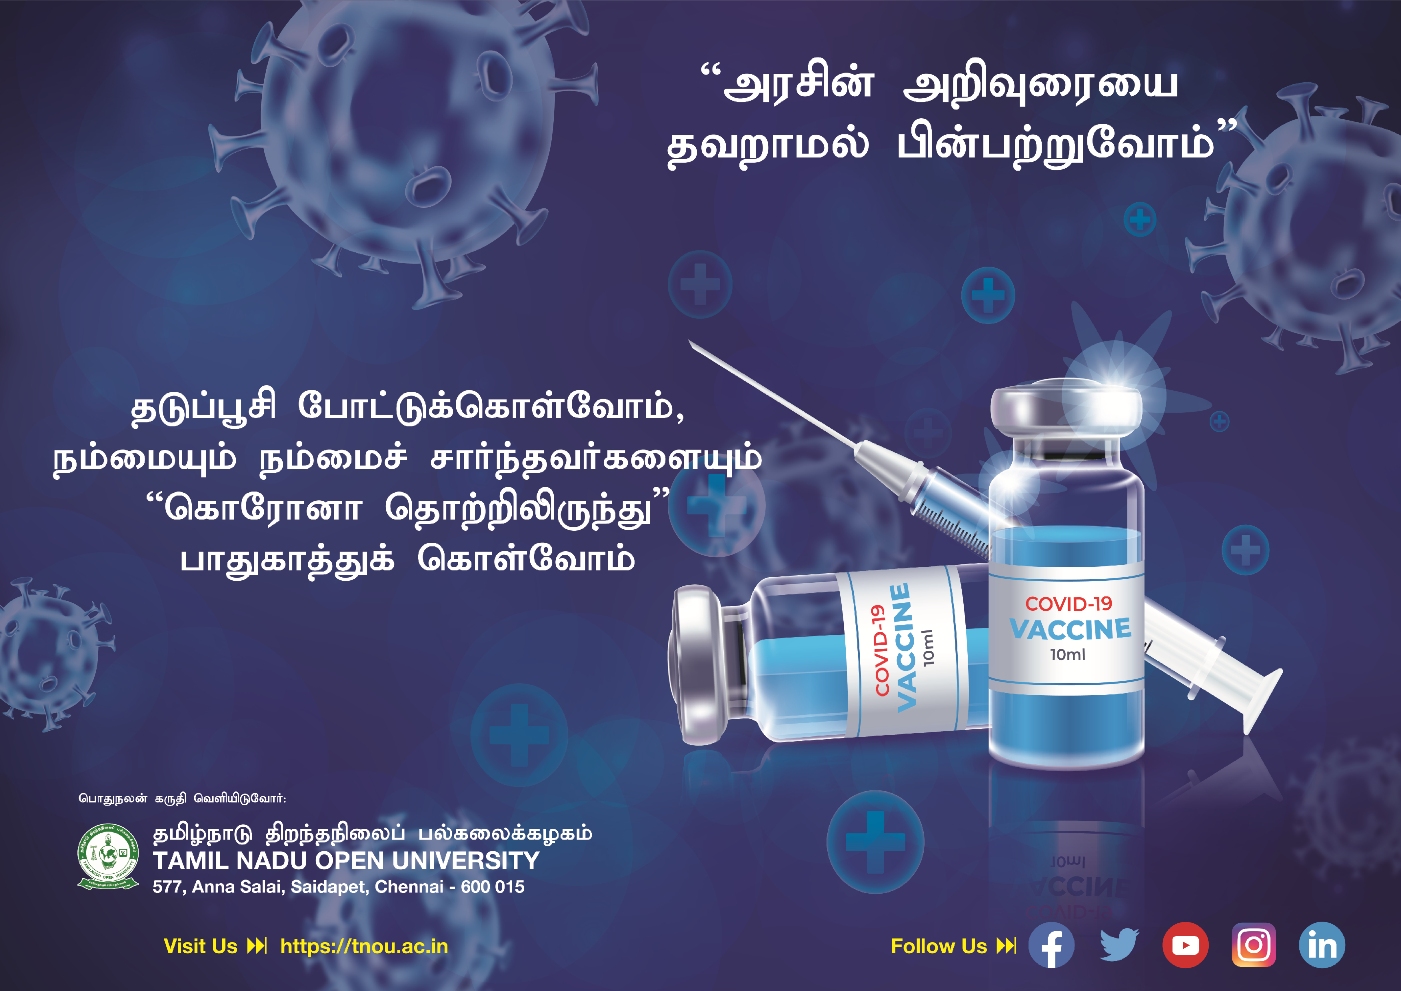 “அரசின் அறிவுரையை
தவறாமல் பின்பற்றுவோம்”
தடுப்பூசி போட்டுக்கொள்வோம்,
நம்மையும் நம்மைச் சார்ந்தவர்களையும்
“கொரோனா தொற்றிலிருந்து”
பாதுகாத்துக் கொள்வோம்
COVID-19
VACCINE
10ml
COVID-19
VACCINE
10ml
பொதுநலன் கருதி வெளியிடுவோர்:
தமிழ்நாடு திறந்தநிலைப் பல்கலைக்கழகம்
TAMIL NADU OPEN UNIVERSITY
577, Anna Salai, Saidapet, Chennai - 600 015
Visit Us https://tnou.ac.in
Follow Us